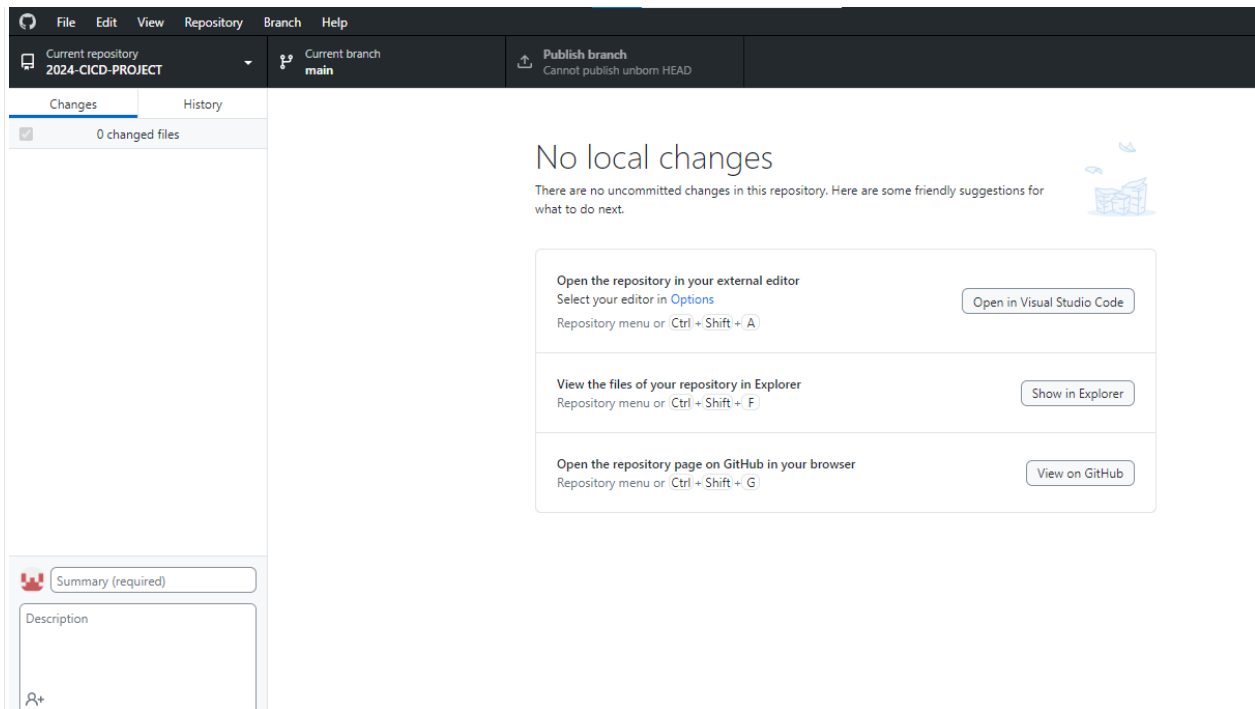 File Edit View Repository Branch Help
Current repository
2024-CICD-PROJECT
Current branch
main
Publish branch
Cannot publish unborn HEAD
Changes History
0 changed files
No local changes
There are no uncommitted changes in this repository. Here are some friendly suggestions for
what to do next.
Open the repository in your external editor
Select your editor in Options
Repository menu or Ctrl + Shift + A
Open in Visual Studio Code
View the files of your repository in Explorer
Repository menu or Ctrl + Shift + F
Show in Explorer
Open the repository page on GitHub in your browser
Repository menu or Ctrl + Shift + G
View on GitHub
Summary (required)
Description